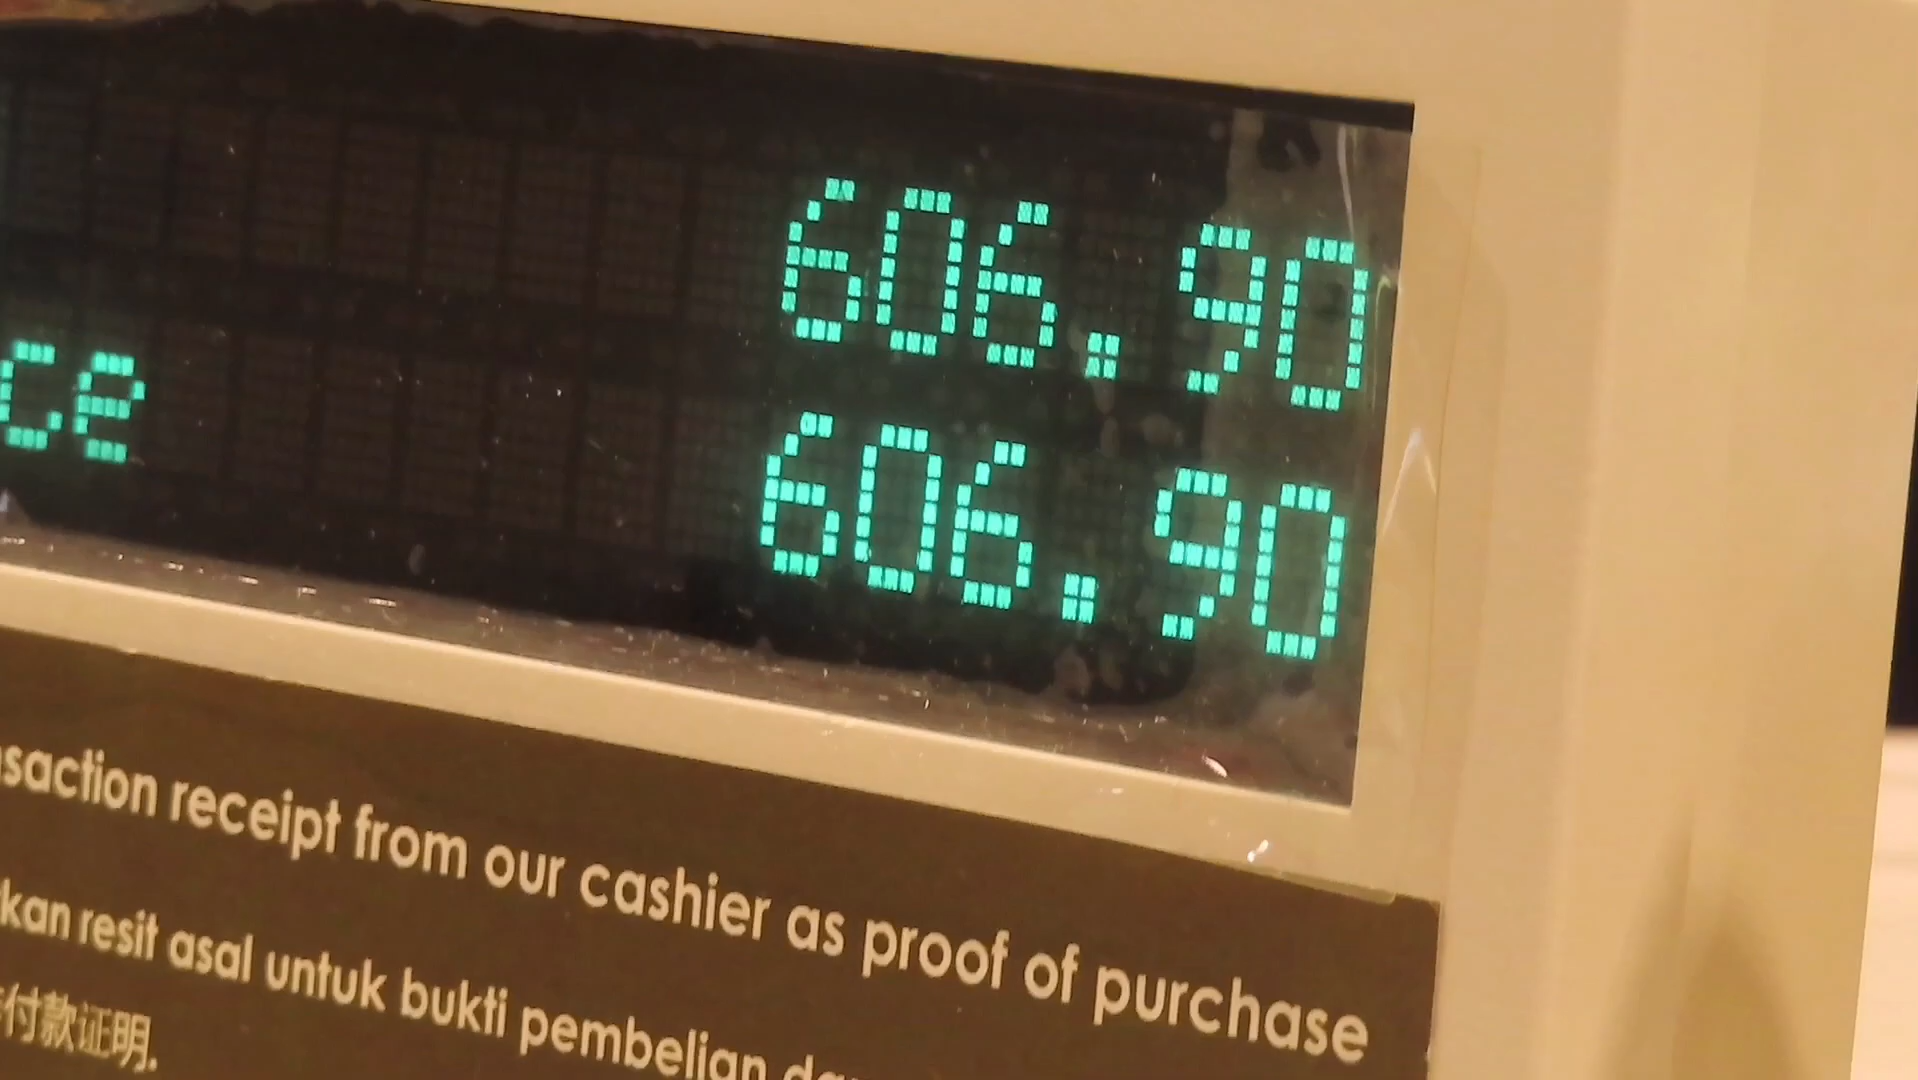 606.90
ce 606.90
nsaction receipt from our cashier as proof of purchase
kan resit asal untuk bukti pembelian
付款证明.